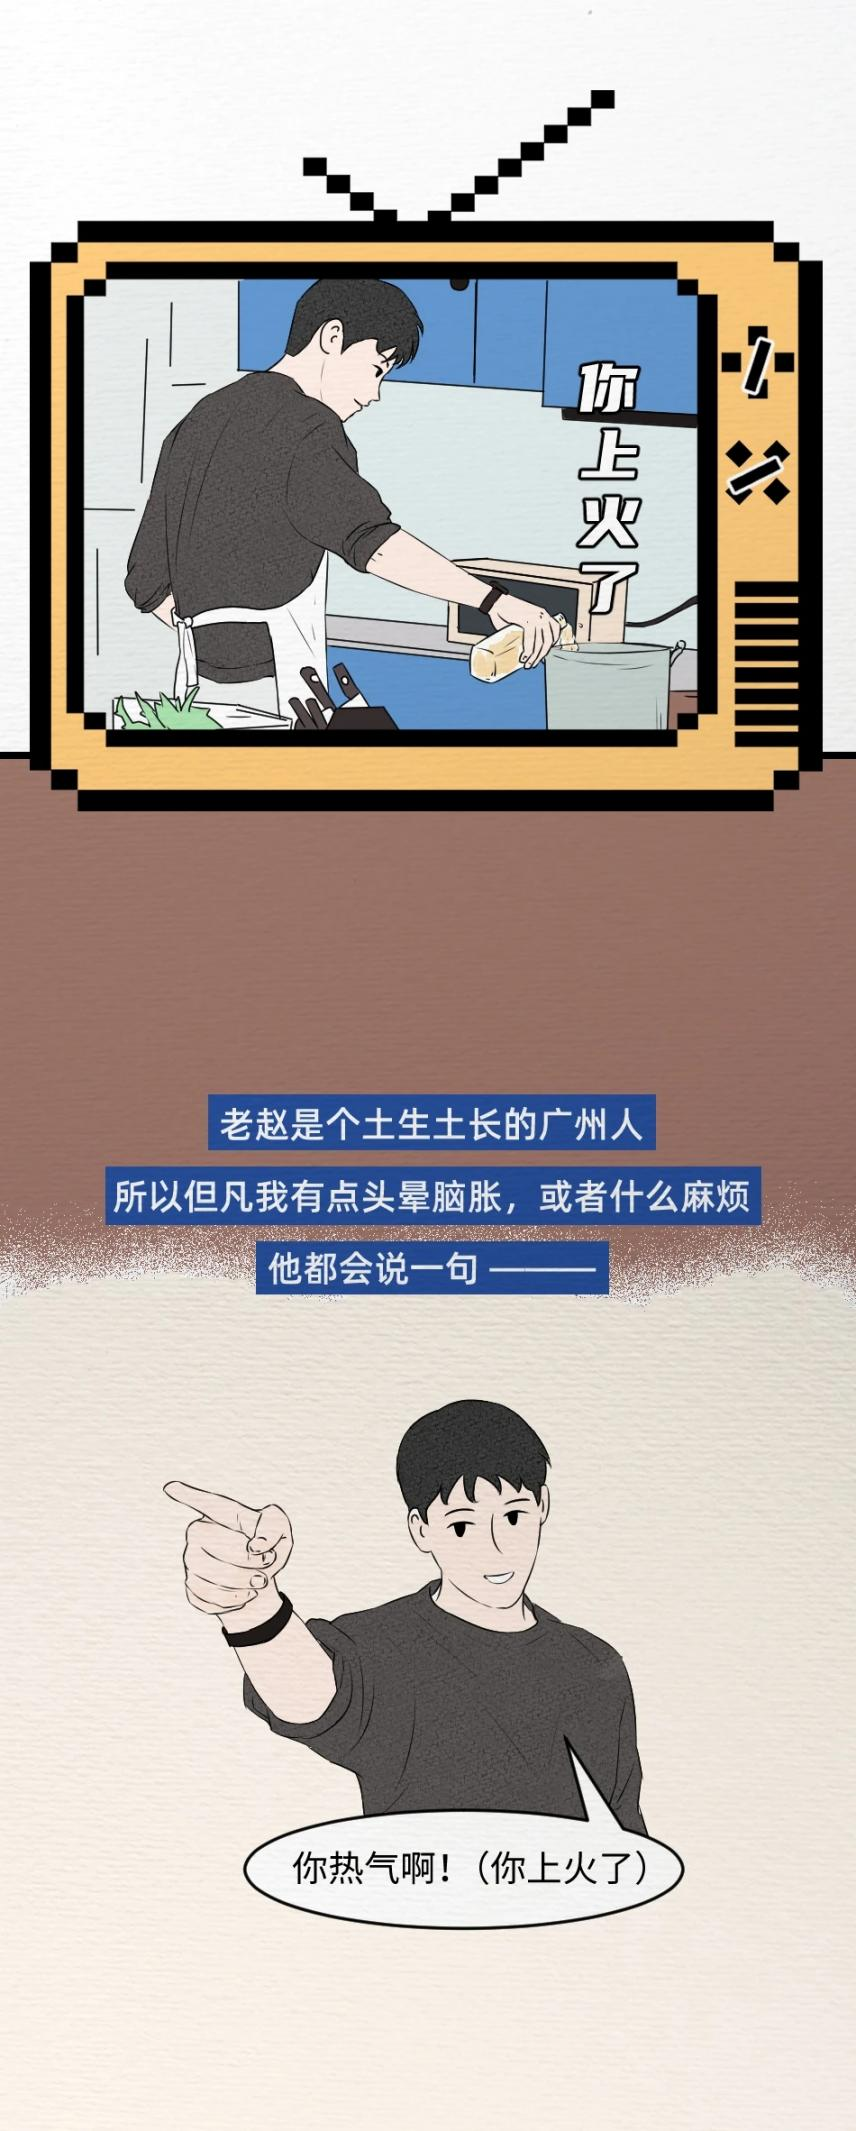 你上火了
老赵是个土生土长的广州人
所以但凡我有点头晕脑胀，或者什么麻烦
他都会说一句 ———
你热气啊！（你上火了）